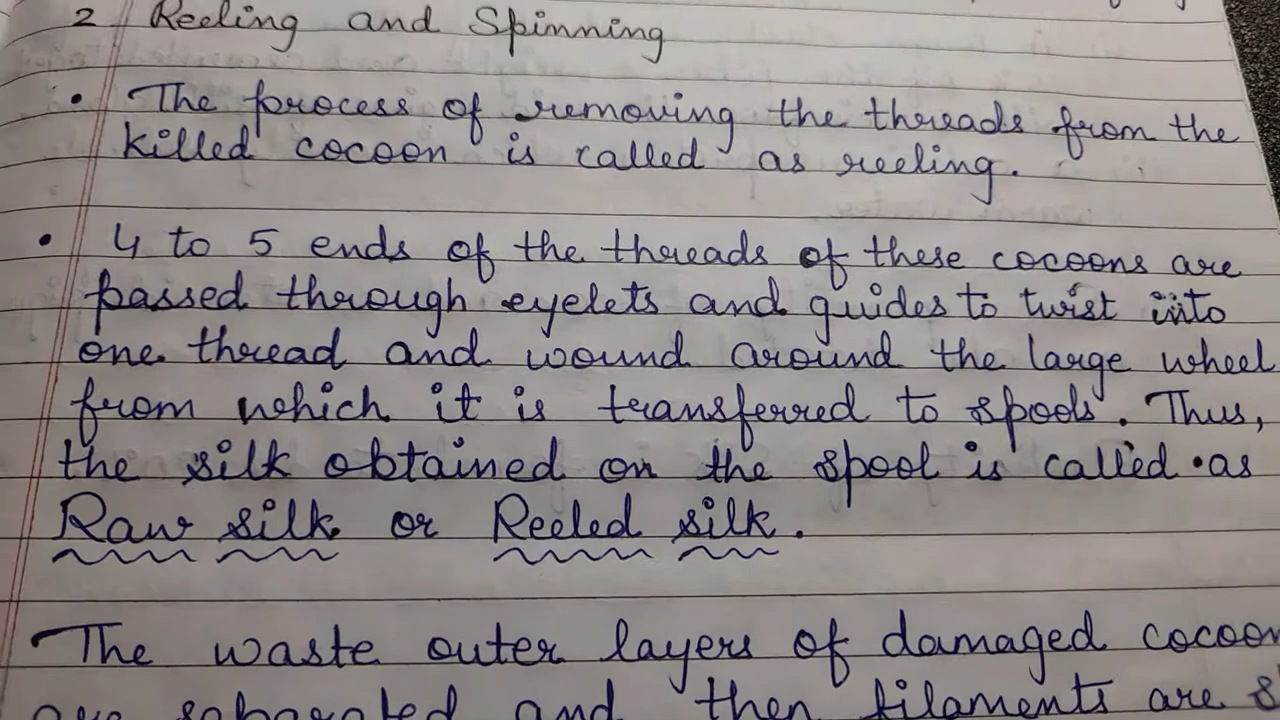 2 Reeling and Spinning
• The process of removing the threads from the
killed cocoon is called as reeling.
• 4 to 5 ends of the threads of these cocoons are
passed through eyelets and guides to twist into
one thread and wound around the large wheel
from which it is transferred to spools. Thus,
the silk obtained on the spool is called as
Raw silk or Reeled silk.
The waste outer layers of damaged cocoon
are separated and then filaments are